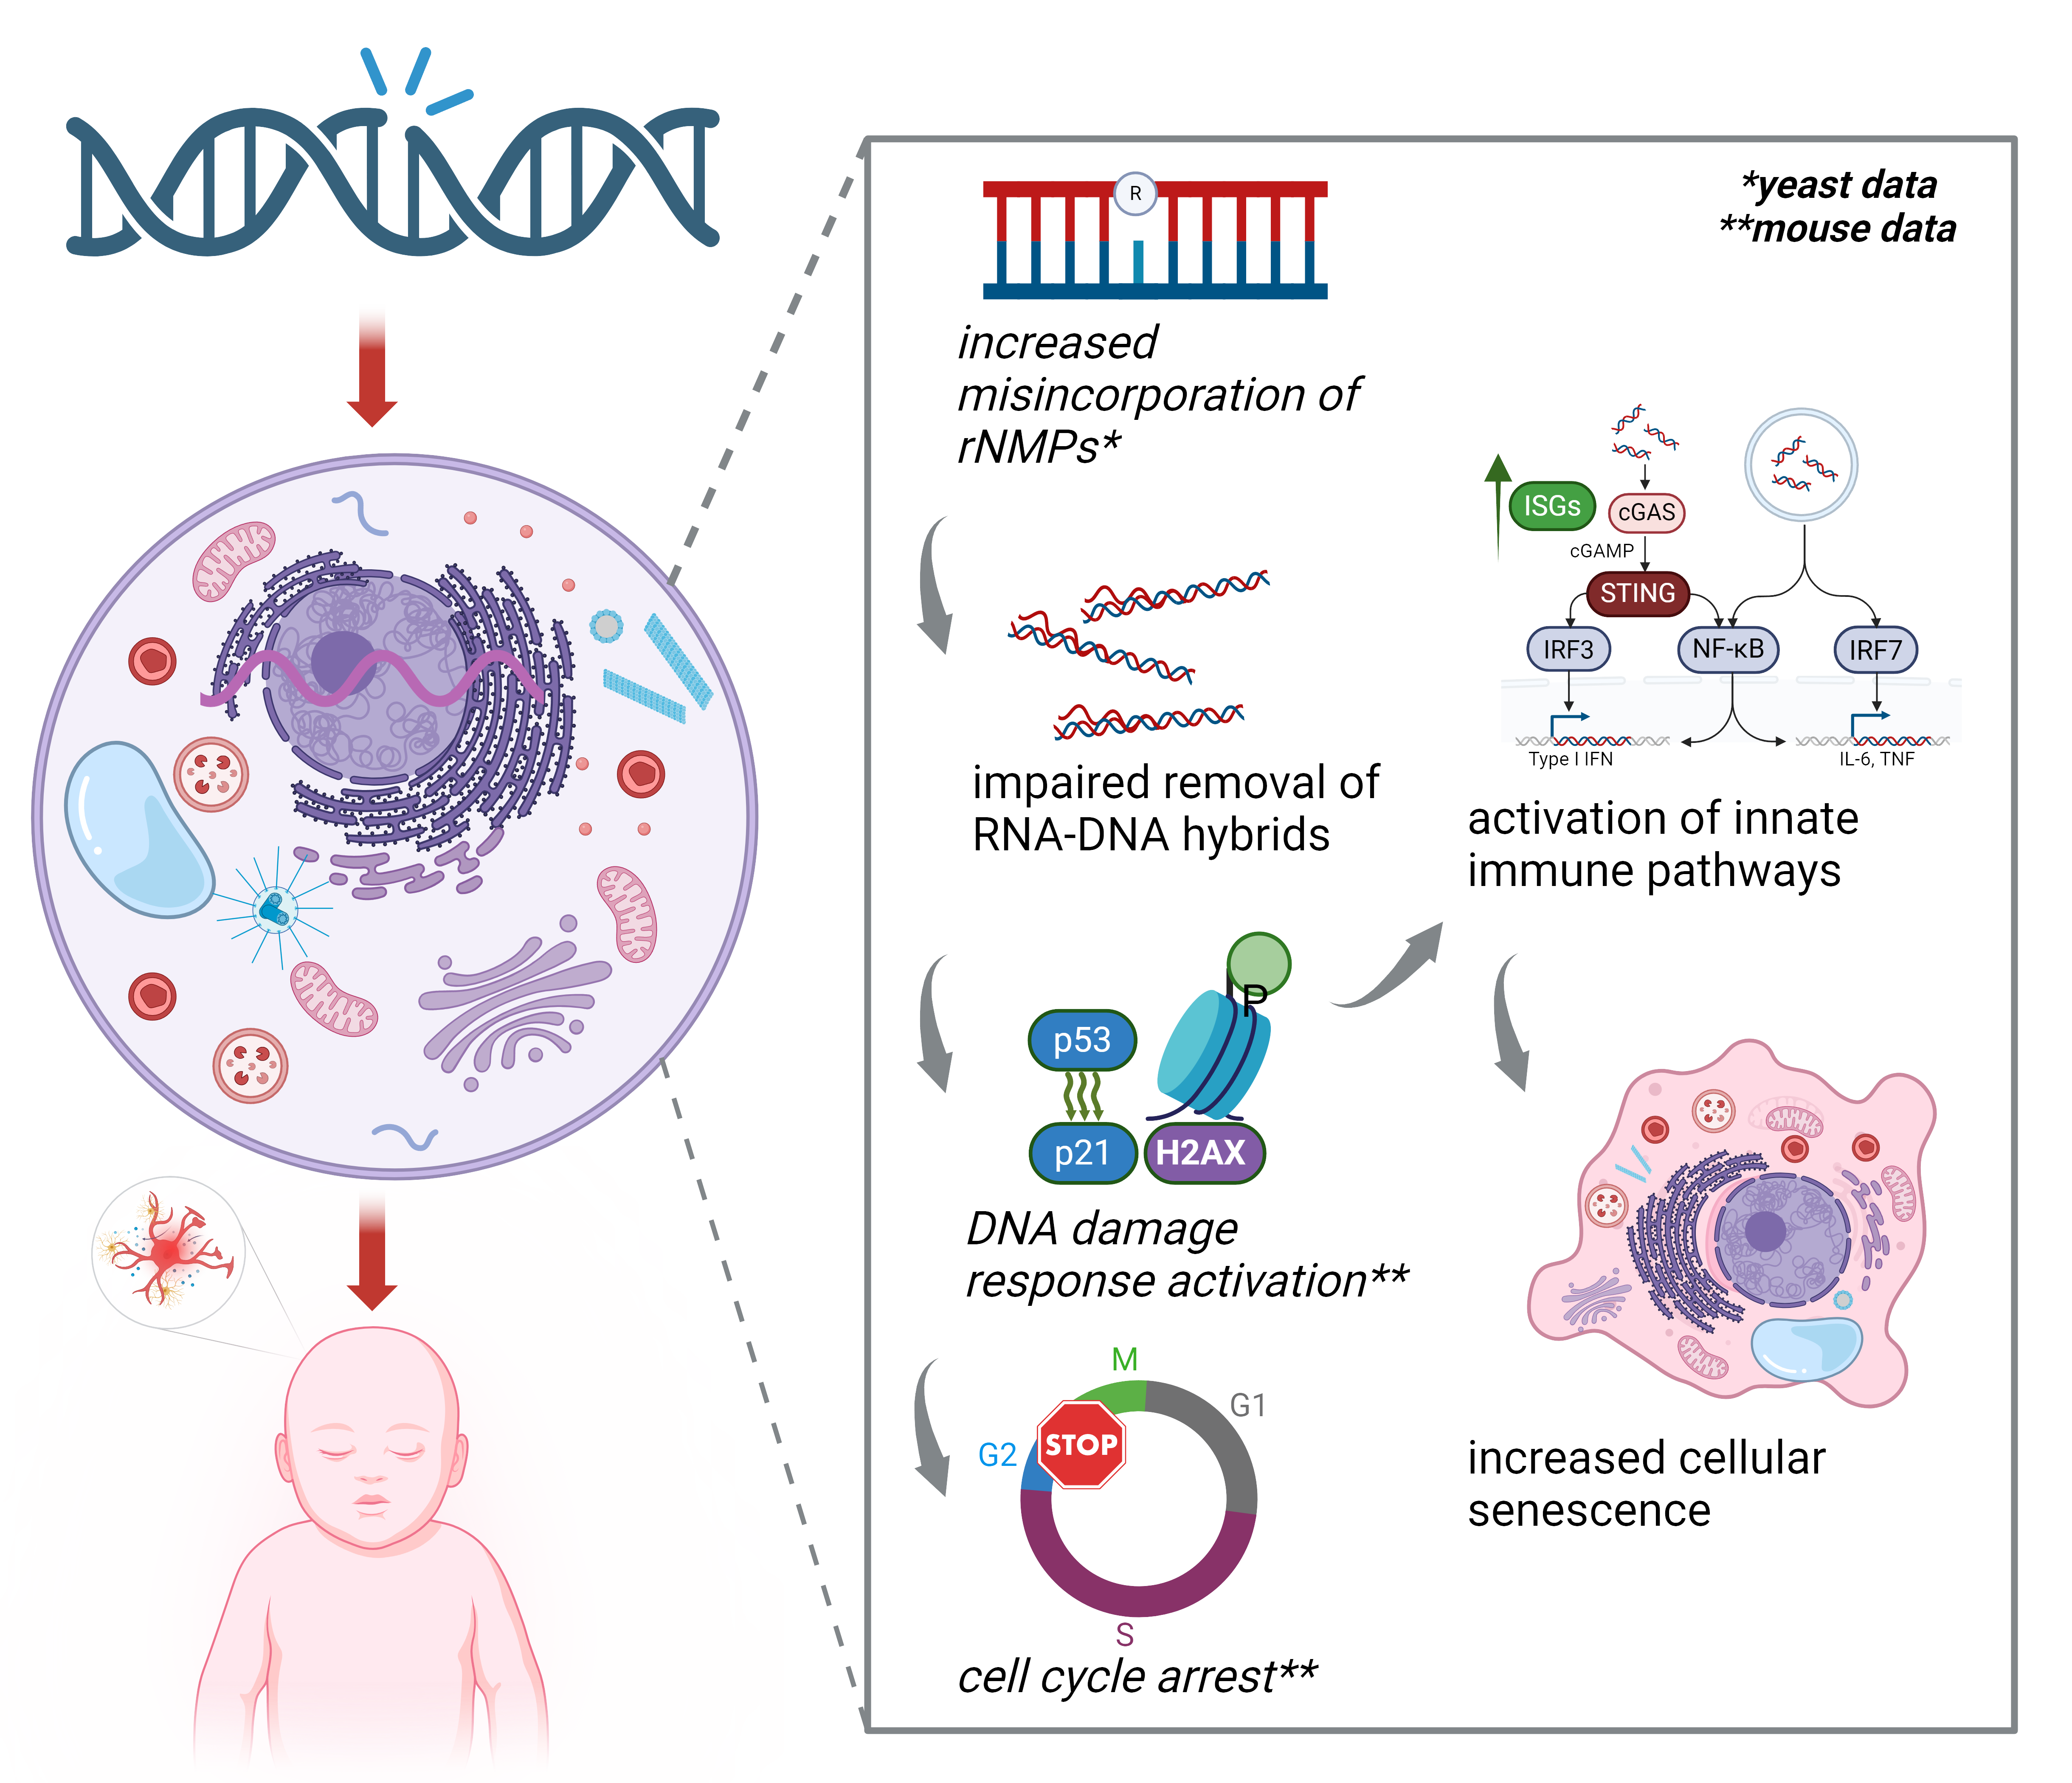 *yeast data
**mouse data
R
increased
misincorporation of
rNMPs*
impaired removal of
RNA-DNA hybrids
P
p53
p21
H2AX
DNA damage
response activation**
M
G1
STOP
G2
S
cell cycle arrest**
ISGs
cGAS
cGAMP
STING
IRF3
NF-κB
IRF7
Type I IFN
IL-6, TNF
activation of innate
immune pathways
increased cellular
senescence